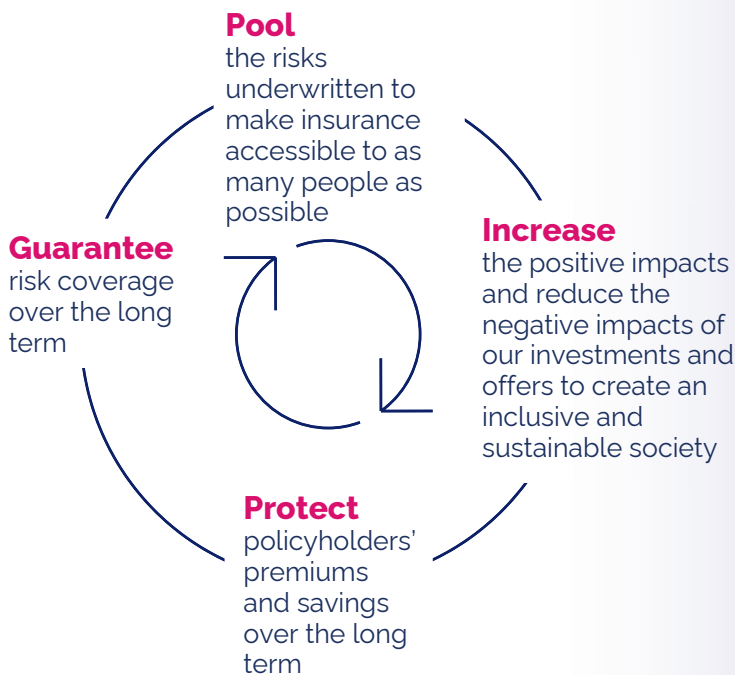 Pool
the risks
underwritten to
make insurance
accessible to as
many people as
possible
Increase
the positive impacts
and reduce the
negative impacts of
our investments and
offers to create an
inclusive and
sustainable society
Protect
policyholders’
premiums
and savings
over the long
term
Guarantee
risk coverage
over the long
term